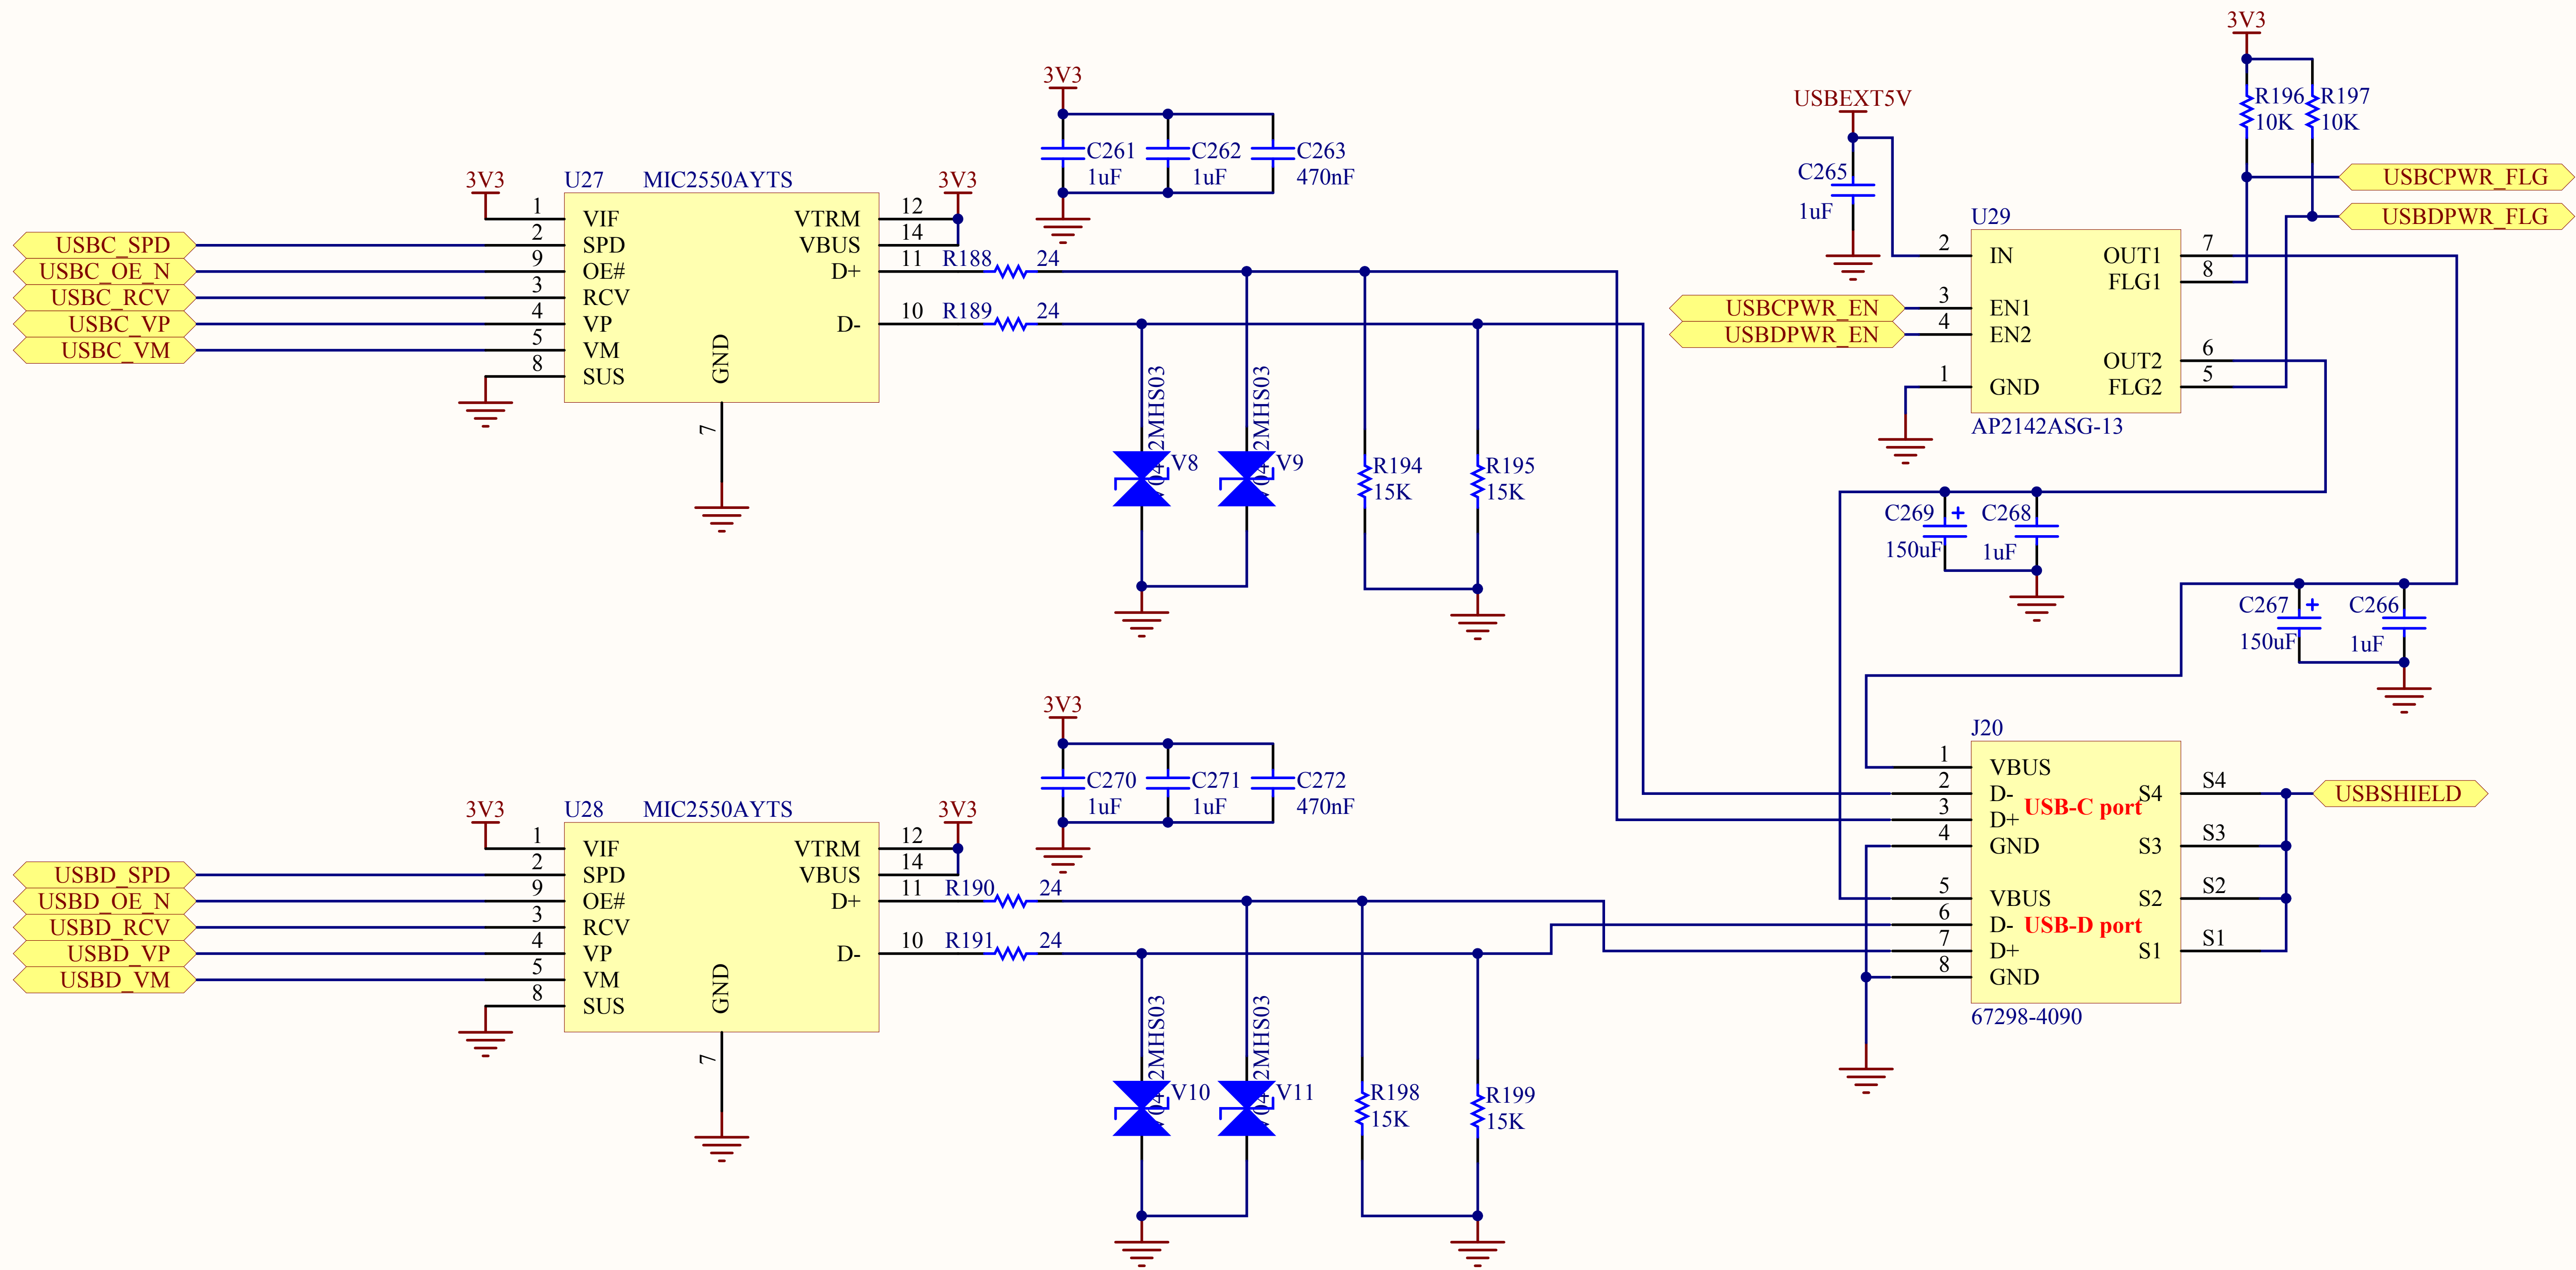 3V3
U27 MIC2550AYTS
3V3
1 VIF
2 SPD
9 OE#
3 RCV
4 VP
5 VM
8 SUS
GND
7
VTRM 12
VBUS 14
D+ 11
D- 10
USBC_SPD
USBC_OE_N
USBC_RCV
USBC_VP
USBC_VM
R188 24
R189 24
3V3
C261
1uF
C262
1uF
C263
470nF
2MHS03
V8
2MHS03
V9
R194
15K
R195
15K
3V3
U28 MIC2550AYTS
3V3
1 VIF
2 SPD
9 OE#
3 RCV
4 VP
5 VM
8 SUS
GND
7
VTRM 12
VBUS 14
D+ 11
D- 10
USBD_SPD
USBD_OE_N
USBD_RCV
USBD_VP
USBD_VM
R190 24
R191 24
3V3
C270
1uF
C271
1uF
C272
470nF
2MHS03
V10
2MHS03
V11
R198
15K
R199
15K
USBEXT5V
C265
1uF
3V3
R196
10K
R197
10K
USBCPWR_FLG
USBDPWR_FLG
U29
2 IN
3 EN1
4 EN2
1 GND
OUT1 7
FLG1 8
OUT2 6
FLG2 5
AP2142ASG-13
USBCPWR_EN
USBDPWR_EN
C269 +
150uF
C268
1uF
C267 +
150uF
C266
1uF
J20
1 VBUS
2 D-
3 D+
4 GND
USB-C port
5 VBUS
6 D-
7 D+
8 GND
USB-D port
S4 S4
S3 S3
S2 S2
S1 S1
67298-4090
USBSHIELD